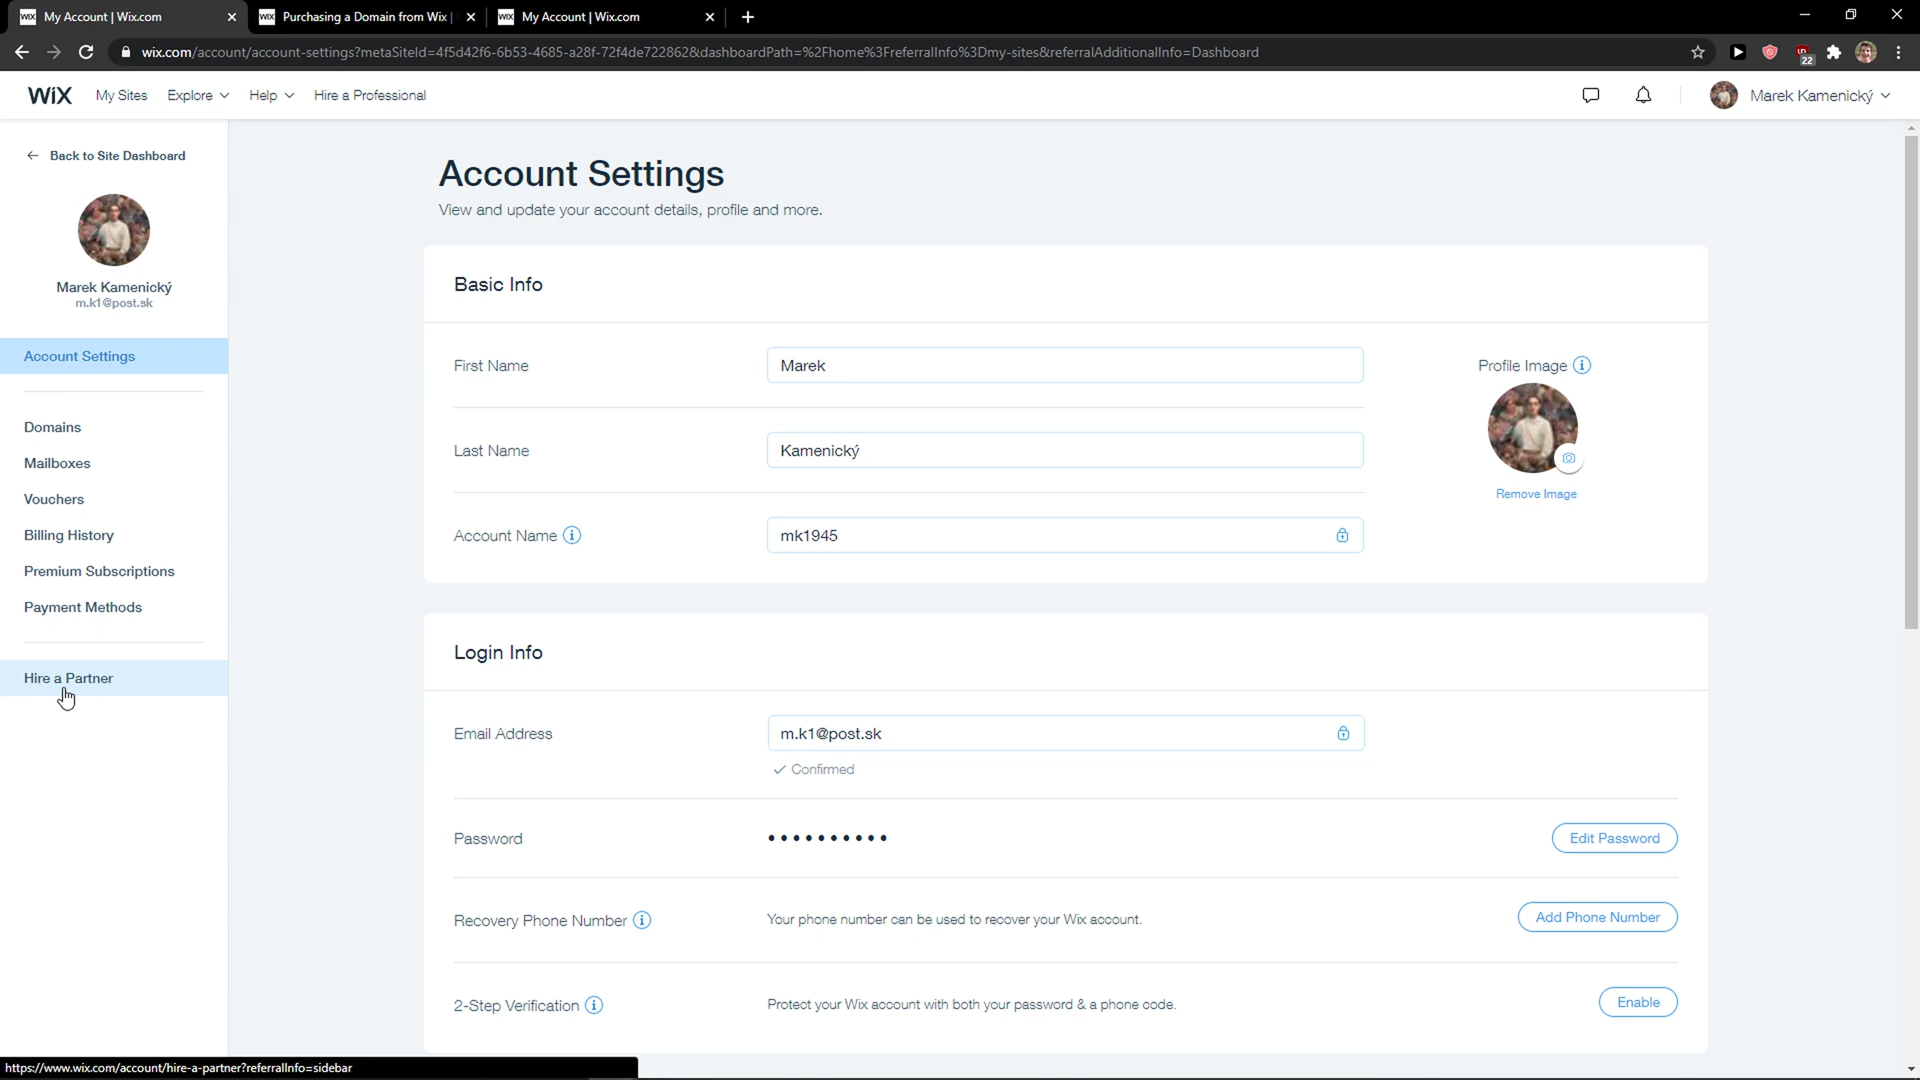 My Account | Wix.com
Purchasing a Domain from Wix |
My Account | Wix.com
wix.com/account/account-settings?metaSiteId=4f5d42f6-6b53-4685-a28f-72f4de722862&dashboardPath=%2Fhome%3FreferralInfo%3Dmy-sites&referralAdditionalInfo=Dashboard
22
WiX
My Sites
Explore
Help
Hire a Professional
Marek Kamenický
Back to Site Dashboard
Marek Kamenický
m.k1@post.sk
Account Settings
Domains
Mailboxes
Vouchers
Billing History
Premium Subscriptions
Payment Methods
Hire a Partner
Account Settings
View and update your account details, profile and more.
Basic Info
First Name
Marek
Profile Image
Last Name
Kamenický
Remove Image
Account Name
mk1945
Login Info
Email Address
m.k1@post.sk
Confirmed
Password
Edit Password
Recovery Phone Number
Your phone number can be used to recover your Wix account.
Add Phone Number
2-Step Verification
Protect your Wix account with both your password & a phone code.
Enable
https://www.wix.com/account/hire-a-partner?referralInfo=sidebar